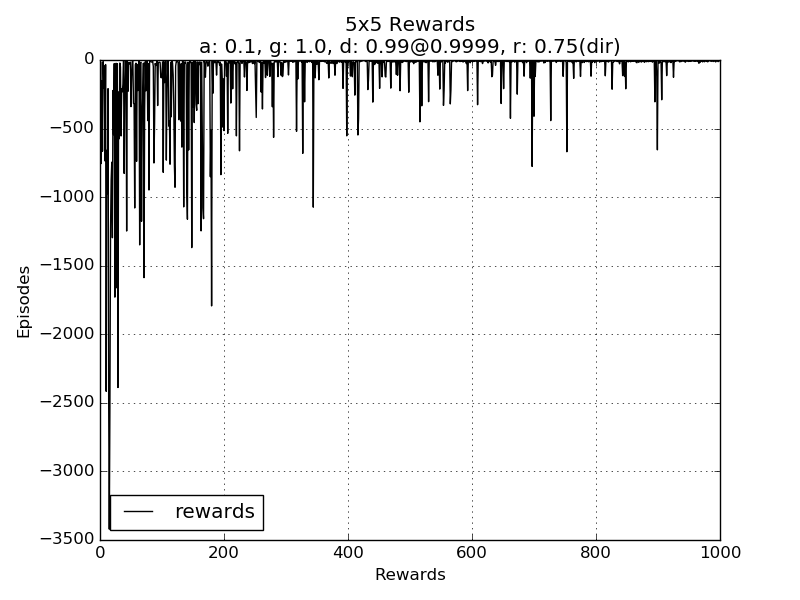 5x5 Rewards
a: 0.1, g: 1.0, d: 0.99@0.9999, r: 0.75(dir)
0
−500
−1000
−1500
−2000
−2500
−3000
−3500
Episodes
rewards
0 200 400 600 800 1000
Rewards